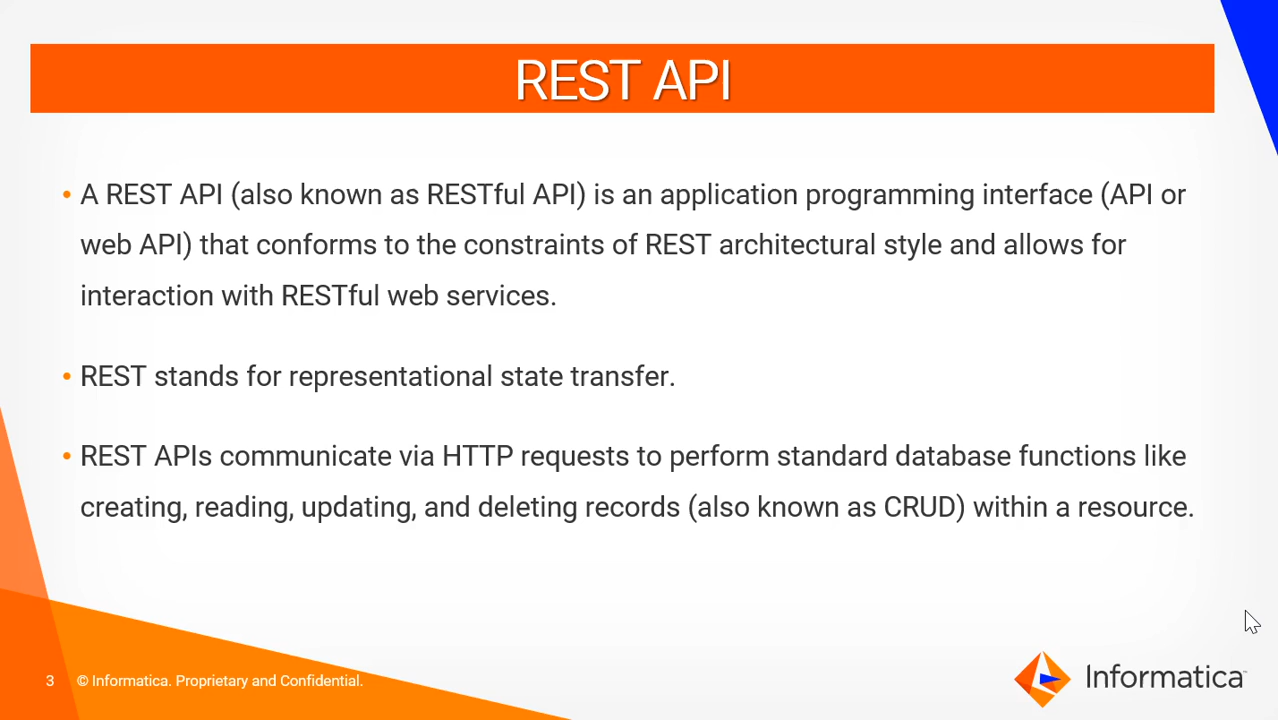 REST API
• A REST API (also known as RESTful API) is an application programming interface (API or
web API) that conforms to the constraints of REST architectural style and allows for
interaction with RESTful web services.
• REST stands for representational state transfer.
• REST APIs communicate via HTTP requests to perform standard database functions like
creating, reading, updating, and deleting records (also known as CRUD) within a resource.
3 © Informatica. Proprietary and Confidential.
Informatica™